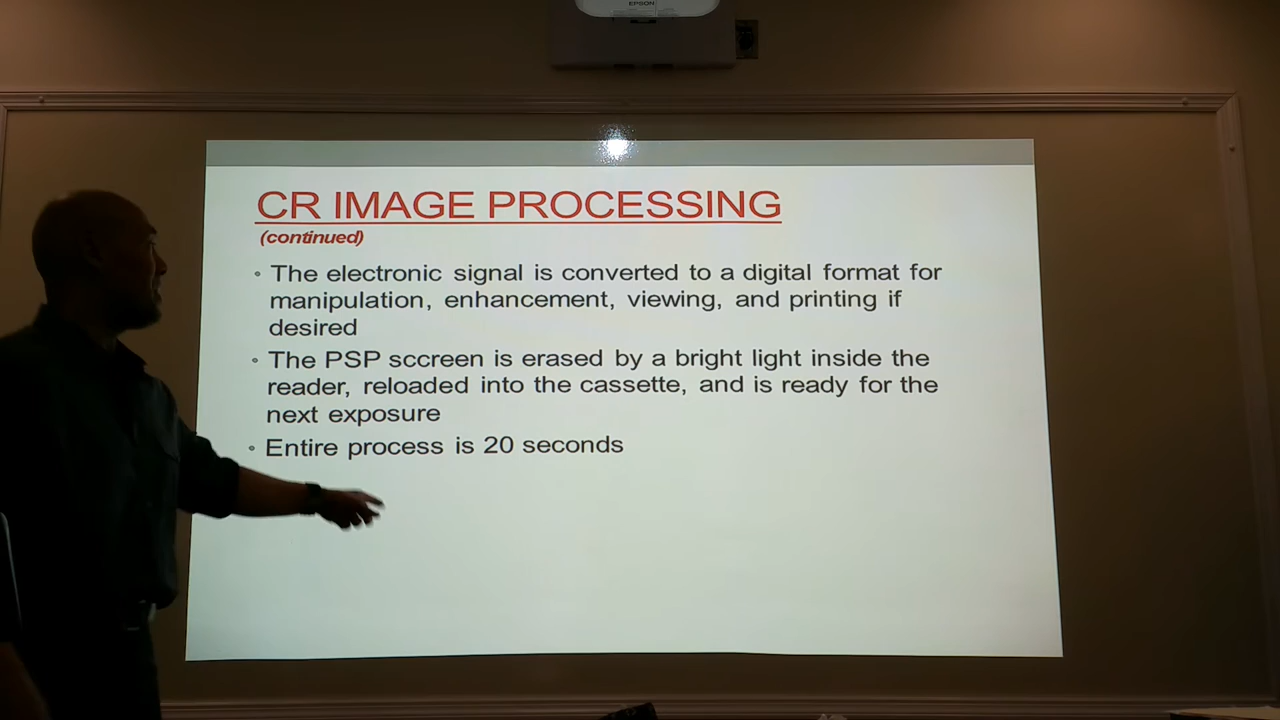 EPSON
CR IMAGE PROCESSING
(continued)
• The electronic signal is converted to a digital format for
manipulation, enhancement, viewing, and printing if
desired
• The PSP sccreen is erased by a bright light inside the
reader, reloaded into the cassette, and is ready for the
next exposure
• Entire process is 20 seconds